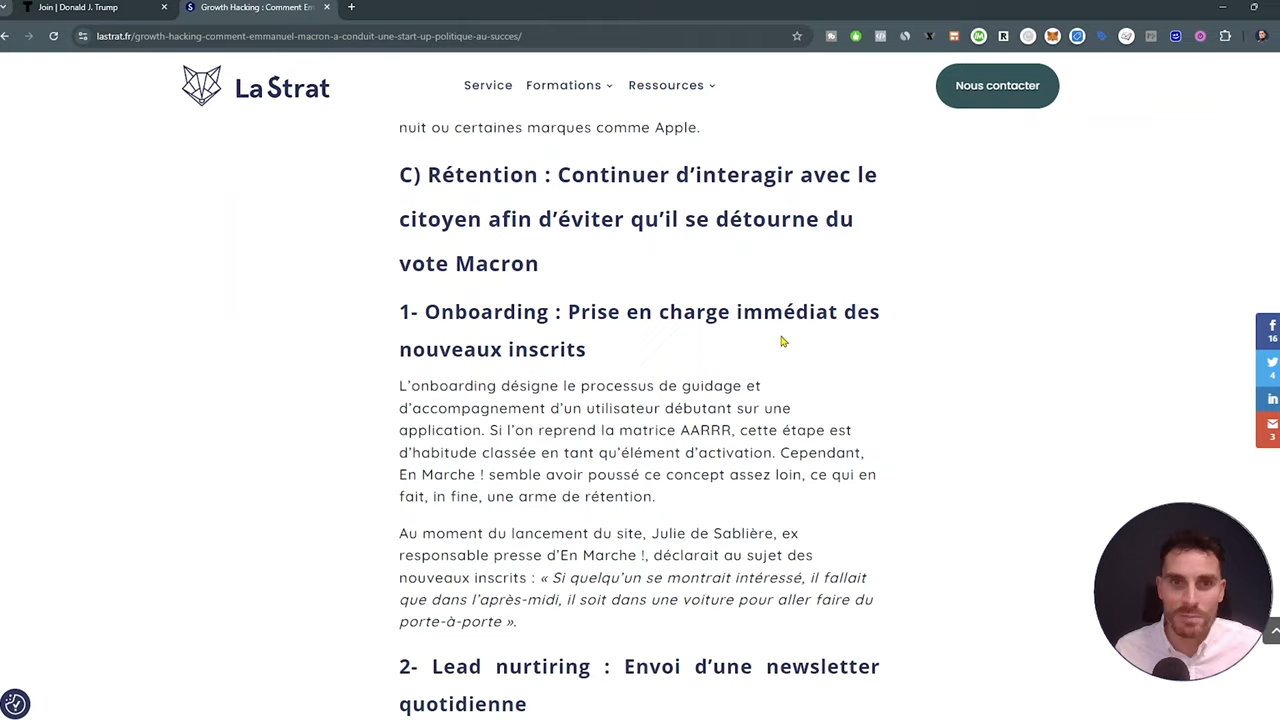 Join | Donald J. Trump
Growth Hacking : Comment Em
lastrat.fr/growth-hacking-comment-emmanuel-macron-a-conduit-une-start-up-politique-au-succes/
La Strat
Service
Formations
Ressources
Nous contacter
nuit ou certaines marques comme Apple.
C) Rétention : Continuer d’interagir avec le
citoyen afin d’éviter qu’il se détourne du
vote Macron
1- Onboarding : Prise en charge immédiat des
nouveaux inscrits
L’onboarding désigne le processus de guidage et
d’accompagnement d’un utilisateur débutant sur une
application. Si l’on reprend la matrice AARRR, cette étape est
d’habitude classée en tant qu’élément d’activation. Cependant,
En Marche ! semble avoir poussé ce concept assez loin, ce qui en
fait, in fine, une arme de rétention.
Au moment du lancement du site, Julie de Sablière, ex
responsable presse d’En Marche !, déclarait au sujet des
nouveaux inscrits : « Si quelqu’un se montrait intéressé, il fallait
que dans l’après-midi, il soit dans une voiture pour aller faire du
porte-à-porte ».
2- Lead nurtiring : Envoi d’une newsletter
quotidienne
16
4
in
3